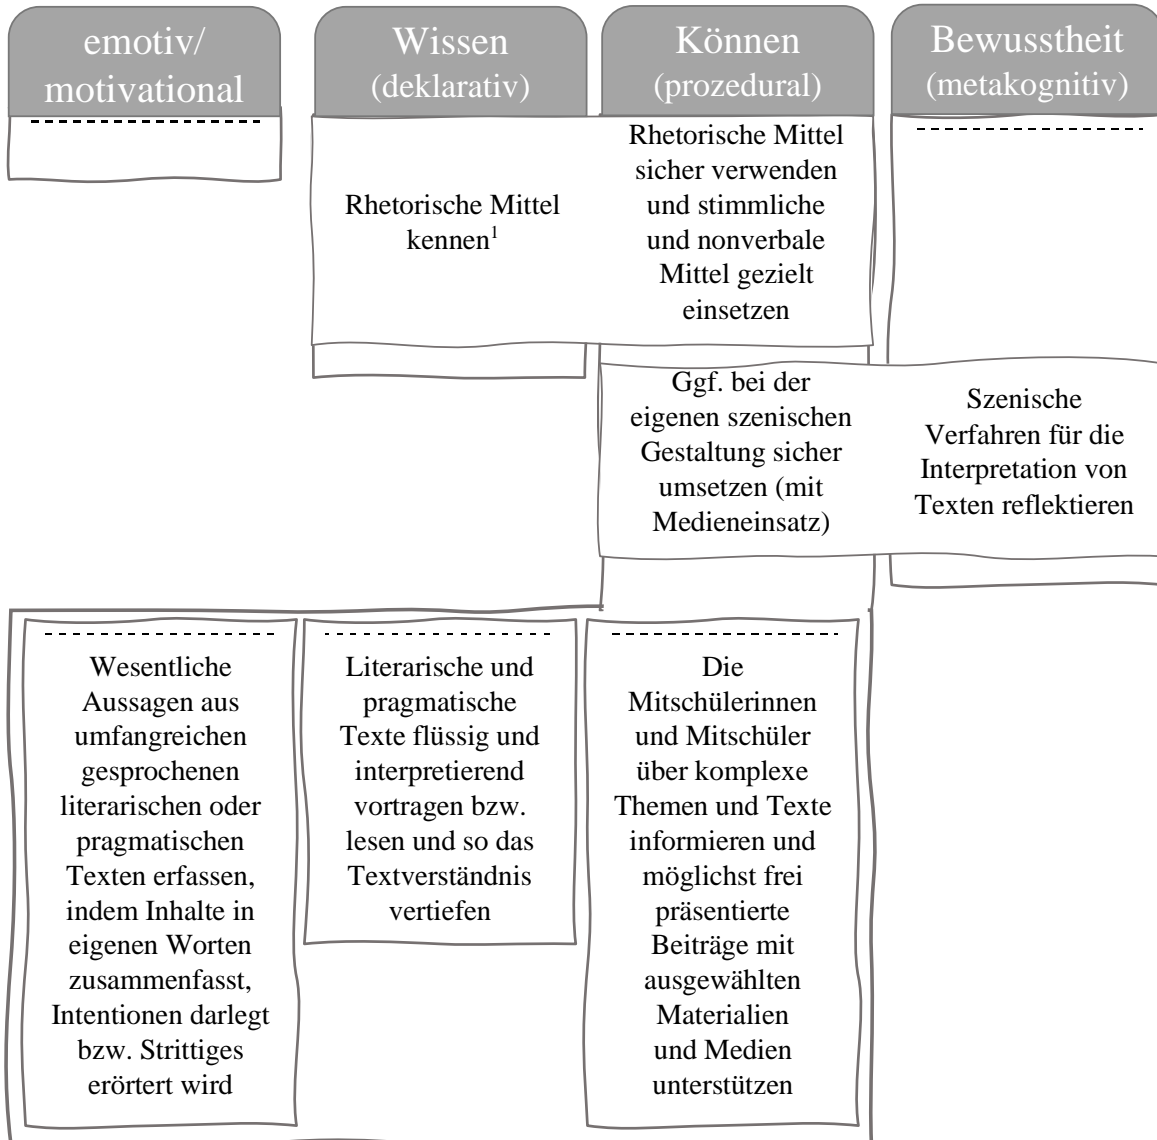 emotiv/
motivational
Wissen
(deklarativ)
Können
(prozedural)
Bewusstheit
(metakognitiv)
Rhetorische Mittel
kennen¹
Rhetorische Mittel
sicher verwenden
und stimmliche
und nonverbale
Mittel gezielt
einsetzen
Ggf. bei der
eigenen szenischen
Gestaltung sicher
umsetzen (mit
Medieneinsatz)
Szenische
Verfahren für die
Interpretation von
Texten reflektieren
Wesentliche
Aussagen aus
umfangreichen
gesprochenen
literarischen oder
pragmatischen
Texten erfassen,
indem Inhalte in
eigenen Worten
zusammenfasst,
Intentionen darlegt
bzw. Strittiges
erörtert wird
Literarische und
pragmatische
Texte flüssig und
interpretierend
vortragen bzw.
lesen und so das
Textverständnis
vertiefen
Die
Mitschülerinnen
und Mitschüler
über komplexe
Themen und Texte
informieren und
möglichst frei
präsentierte
Beiträge mit
ausgewählten
Materialien
und Medien
unterstützen